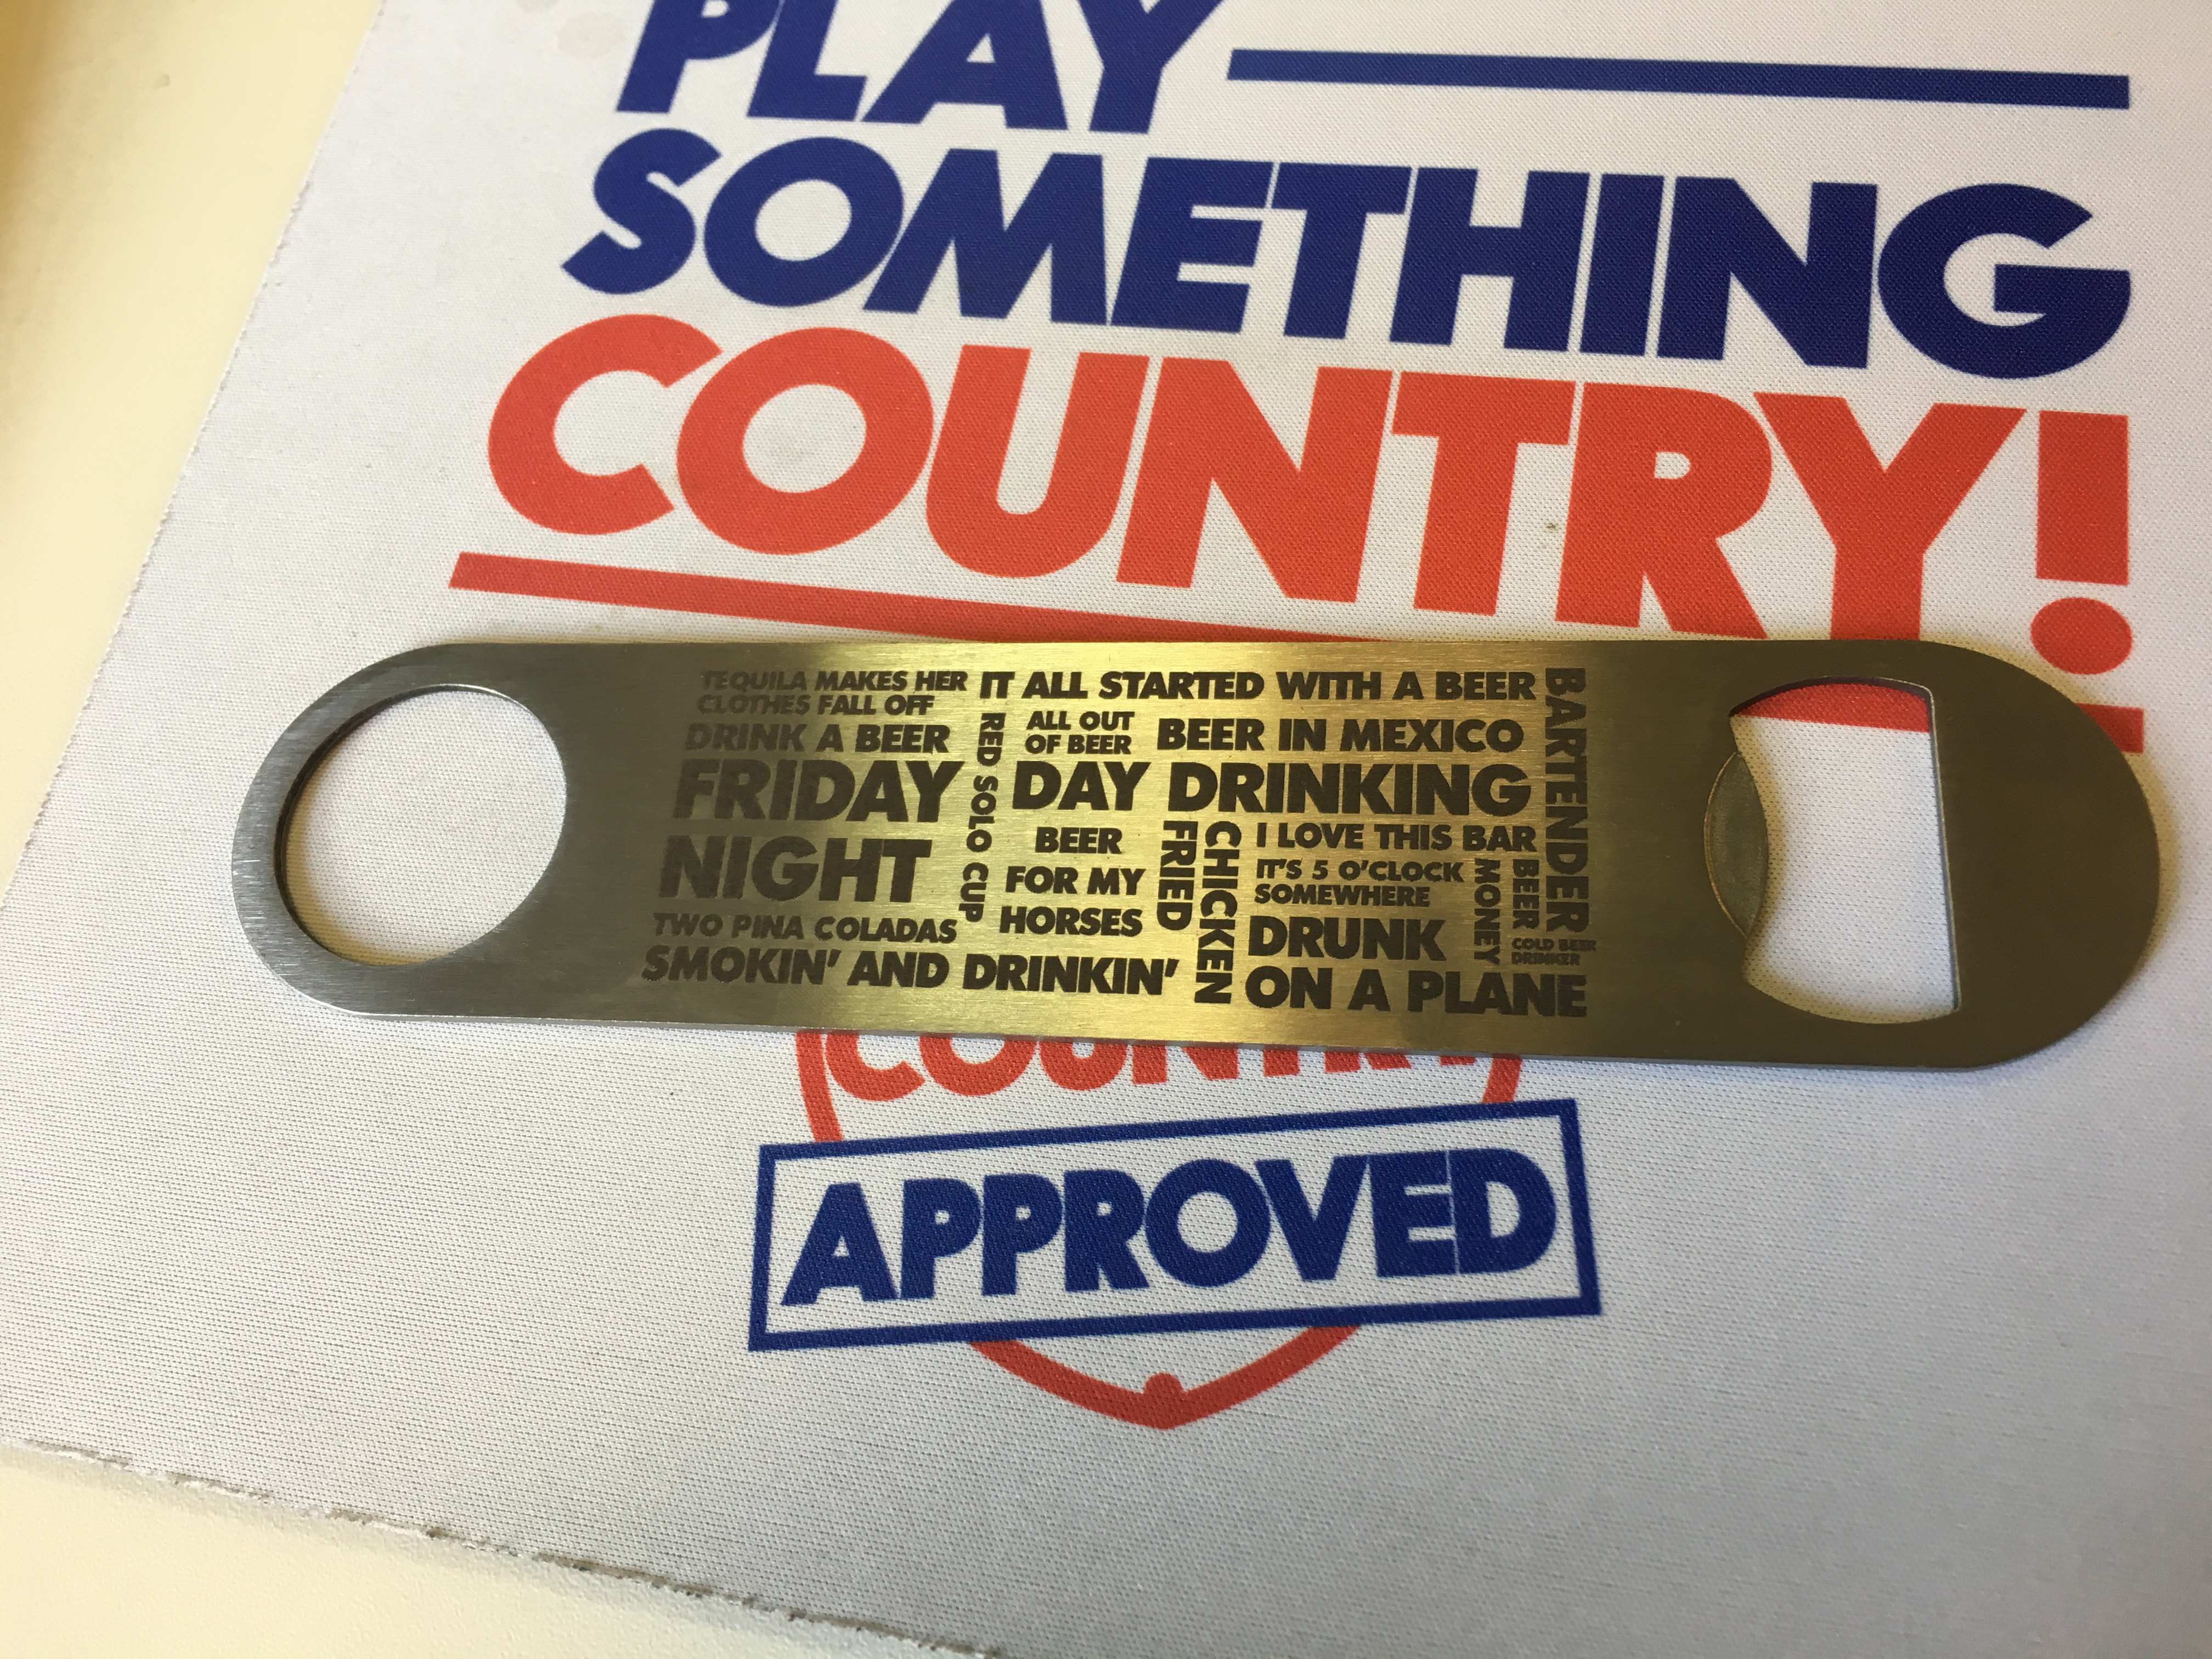 PLAY
SOMETHING
COUNTRY!
TEQUILA MAKES HER
CLOTHES FALL OFF
IT ALL STARTED WITH A BEER
BARTENDER
DRINK A BEER
RED SOLO CUP
ALL OUT
OF BEER
BEER IN MEXICO
FRIDAY
NIGHT
DAY DRINKING
BEER
FOR MY
HORSES
CHICKEN
FRIED
I LOVE THIS BAR
IT'S 5 O'CLOCK
SOMEWHERE
BEER
MONEY
TWO PINA COLADAS
DRUNK
ON A PLANE
COLD BEER
DRINKER
SMOKIN' AND DRINKIN'
COUNTRY
APPROVED